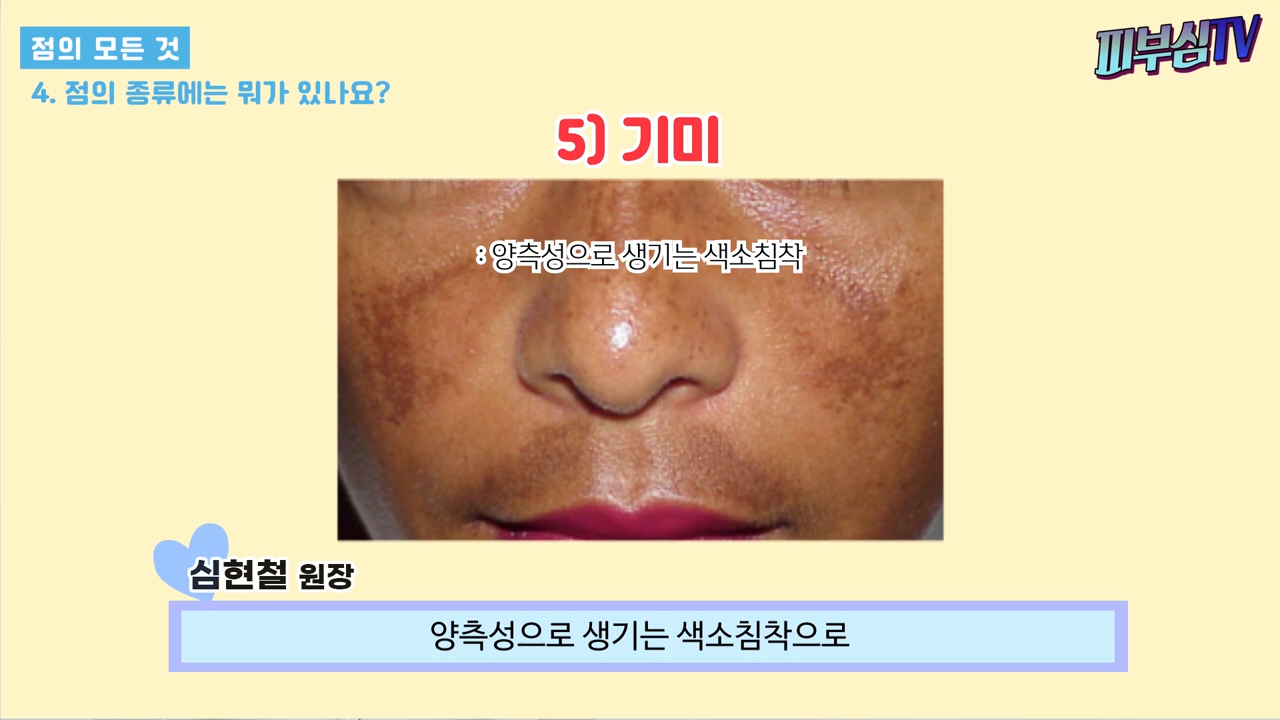 점의 모든 것
피부심TV
4. 점의 종류에는 뭐가 있나요?
5) 기미
: 양측성으로 생기는 색소침착
심현철 원장
양측성으로 생기는 색소침착으로